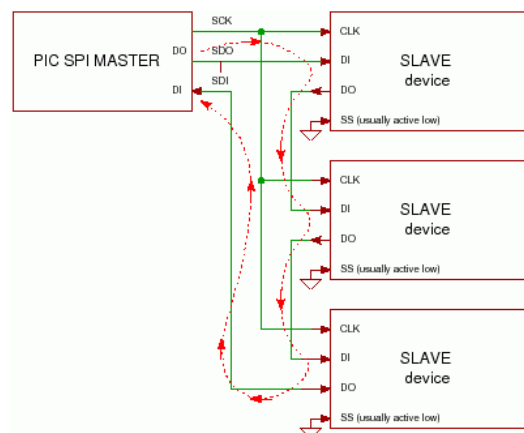 SCK
CLK
DO
SDO
DI
SLAVE
PIC SPI MASTER
device
DI
SDI
DO
SS (usually active low)
CLK
DI
SLAVE
device
DO
SS (usually active low)
CLK
DI
SLAVE
device
DO
SS (usually active low)